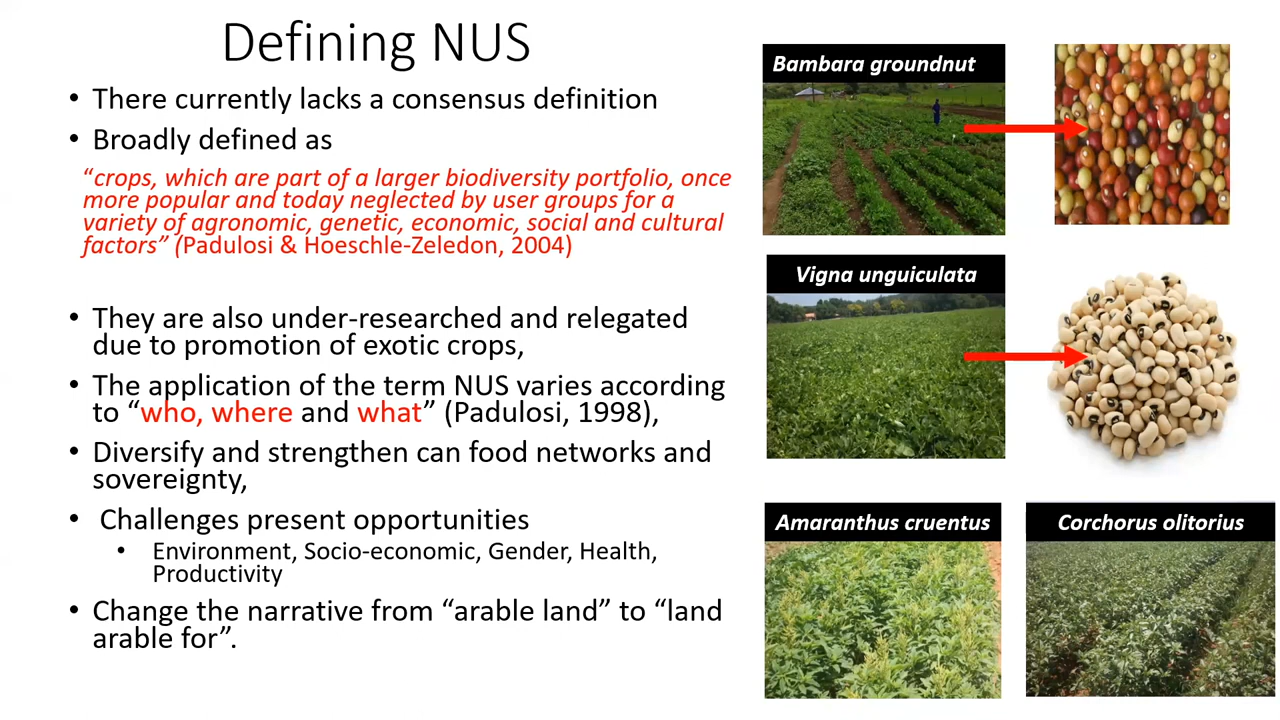 Defining NUS
• There currently lacks a consensus definition
• Broadly defined as
“crops, which are part of a larger biodiversity portfolio, once
more popular and today neglected by user groups for a
variety of agronomic, genetic, economic, social and cultural
factors” (Padulosi & Hoeschle-Zeledon, 2004)
• They are also under-researched and relegated
due to promotion of exotic crops,
• The application of the term NUS varies according
to “who, where and what” (Padulosi, 1998),
• Diversify and strengthen can food networks and
sovereignty,
• Challenges present opportunities
• Environment, Socio-economic, Gender, Health,
Productivity
• Change the narrative from “arable land” to “land
arable for”.
Bambara groundnut
Vigna unguiculata
Amaranthus cruentus
Corchorus olitorius